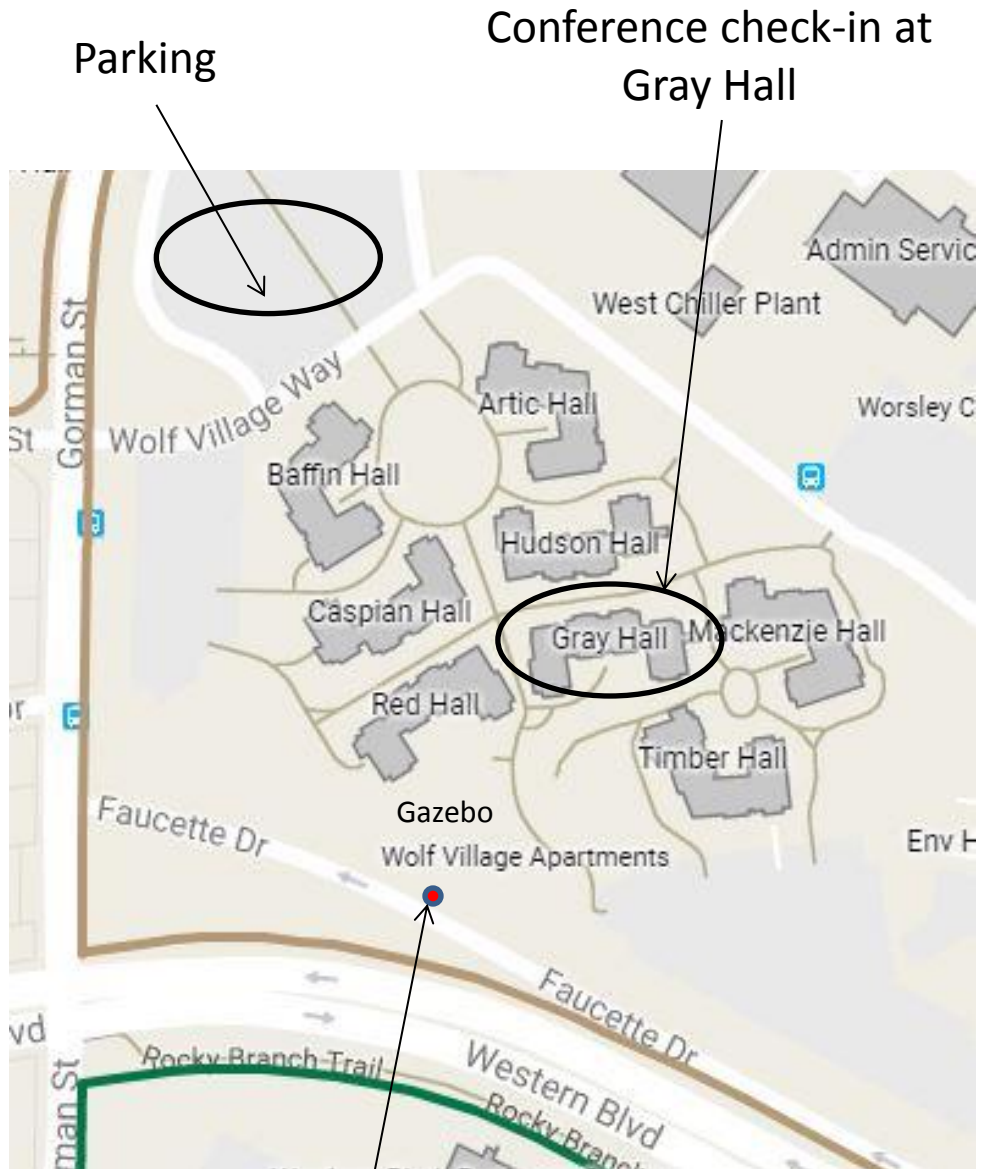 Conference check-in at
Gray Hall
Parking
Admin Servic
West Chiller Plant
Gorman St
Wolf Village Way
St
Artic Hall
Worsley C
Baffin Hall
Hudson Hall
Caspian Hall
Gray Hall
Mackenzie Hall
Red Hall
Timber Hall
Gazebo
Wolf Village Apartments
Faucette Dr
Env H
Faucette Dr
vd
Rocky Branch Trail
Western Blvd
Rocky Branch
man St